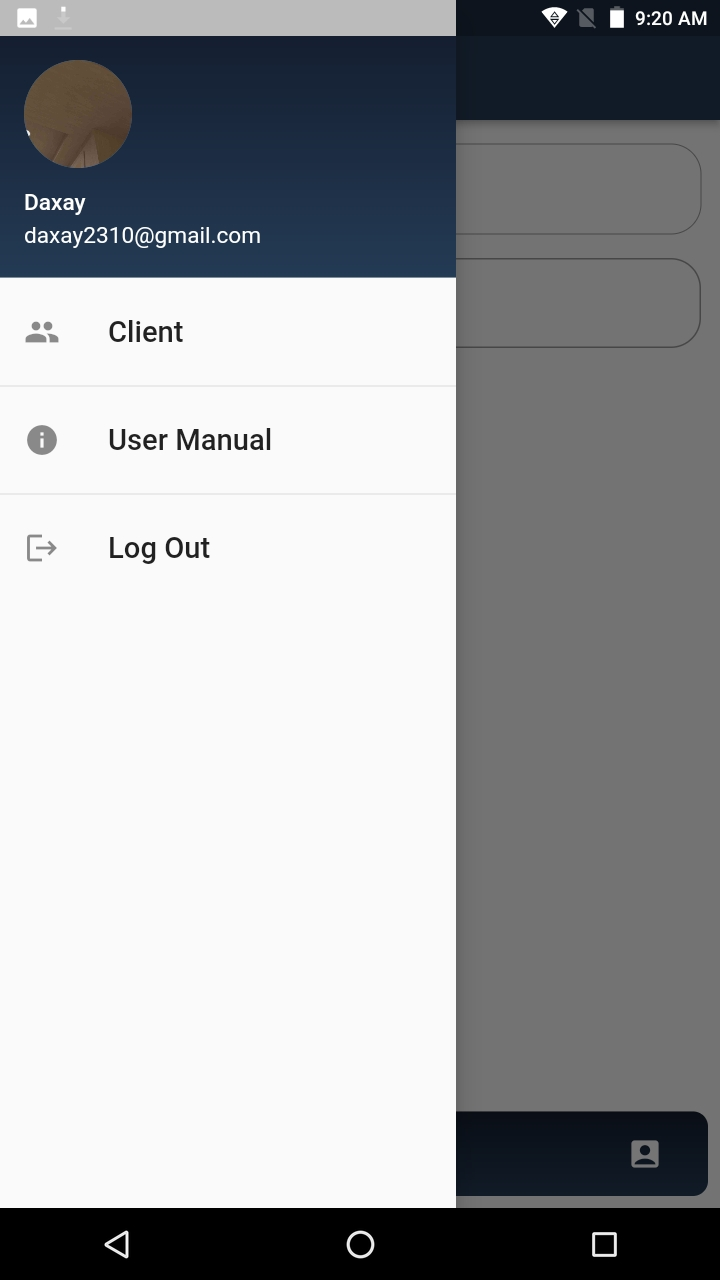 9:20 AM
Daxay
daxay2310@gmail.com
Client
User Manual
Log Out